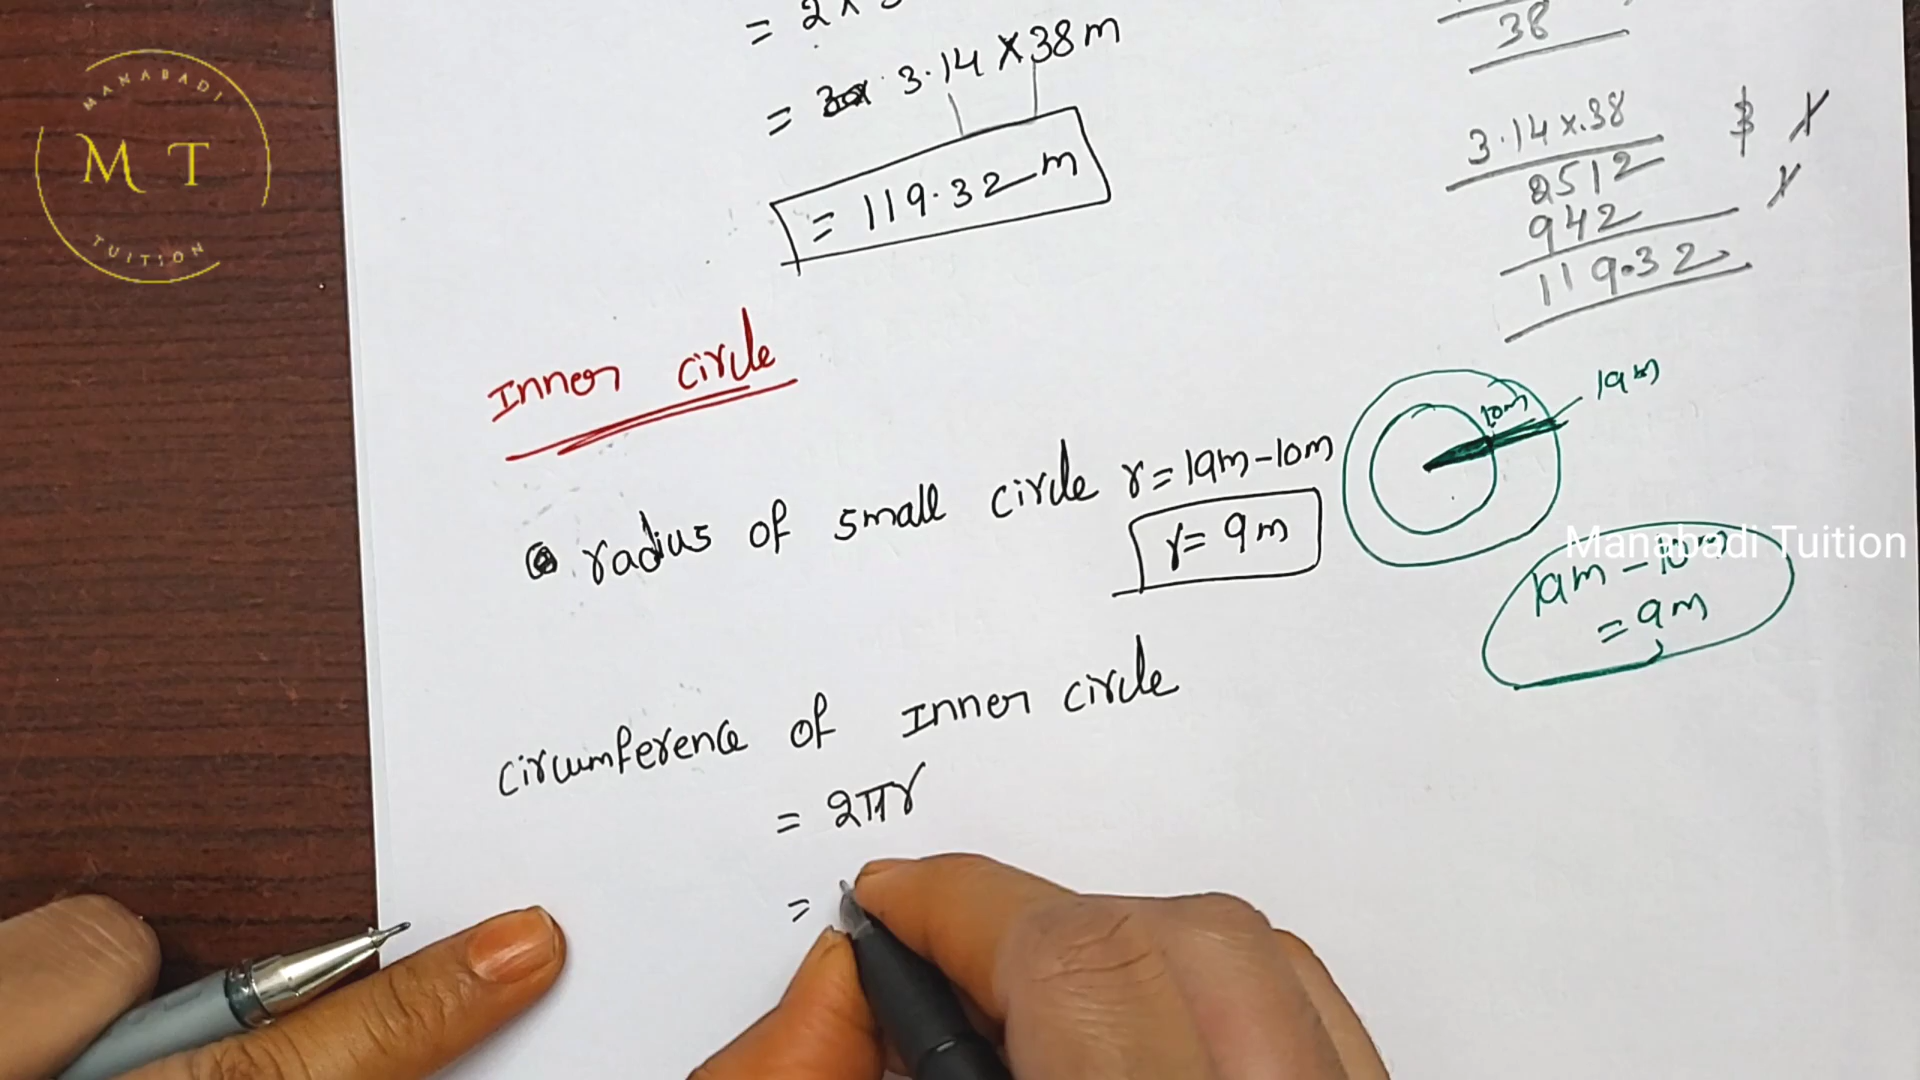 MANABADI
M T
TUITION
= 2 x
= 3.14 x 38 m
= 119.32 m
38
3.14 x 38
2512
942
119.32
Inner circle
radius of small circle r = 19m - 10m
r = 9m
10m
19m
Manabadi Tuition
19m - 10m
= 9m
circumference of Inner circle
= 2πr
=